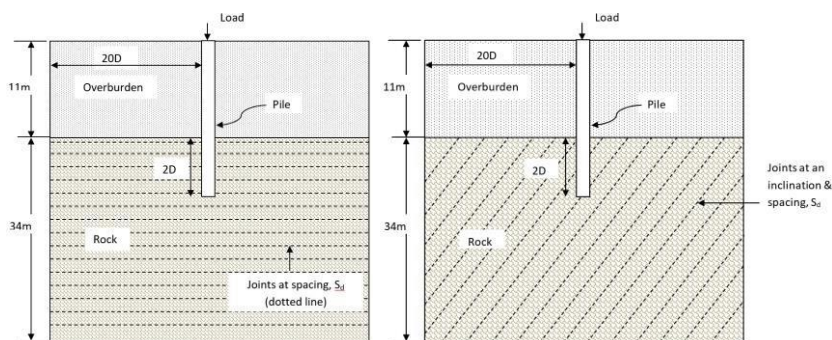 Load
20D
11m
Overburden
Pile
2D
34m
Rock
Joints at spacing, Sd
(dotted line)
Load
20D
11m
Overburden
Pile
2D
Joints at an
inclination &
spacing, Sd
34m
Rock